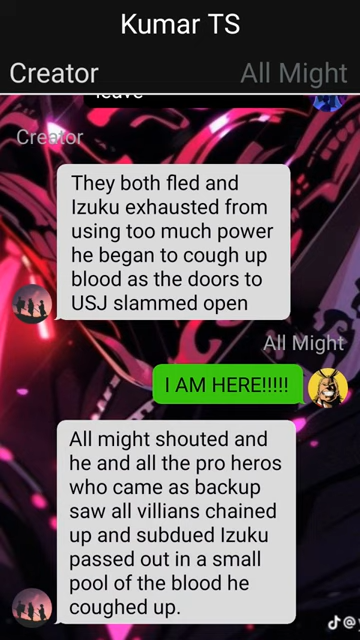 Kumar TS
Creator
All Might
leave
Creator
They both fled and
Izuku exhausted from
using too much power
he began to cough up
blood as the doors to
USJ slammed open
All Might
I AM HERE!!!!!
All might shouted and
he and all the pro heros
who came as backup
saw all villians chained
up and subdued Izuku
passed out in a small
pool of the blood he
coughed up.
@